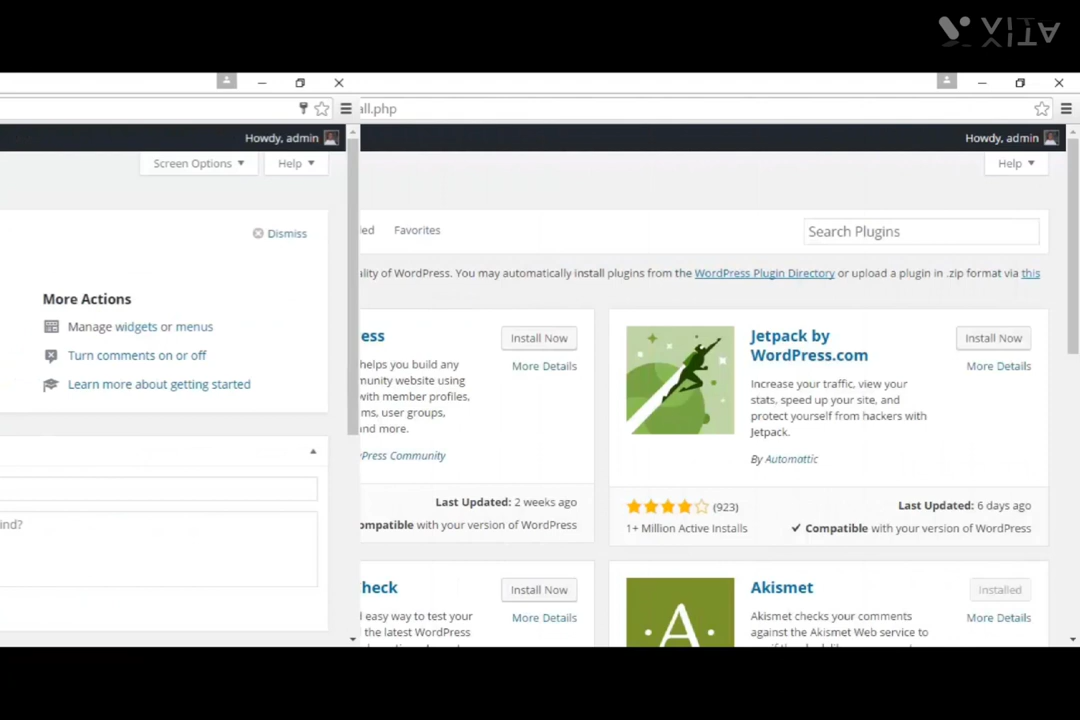 VITA
all.php
Howdy, admin
Howdy, admin
Screen Options
Help
Help
Dismiss
More Actions
Manage widgets or menus
Turn comments on or off
Learn more about getting started
ind?
Favorites
Search Plugins
ality of WordPress. You may automatically install plugins from the WordPress Plugin Directory or upload a plugin in .zip format via this
ess
Install Now
More Details
helps you build any
munity website using
with member profiles,
ms, user groups,
and more.
Press Community
Last Updated: 2 weeks ago
ompatible with your version of WordPress
Jetpack by
WordPress.com
Install Now
More Details
Increase your traffic, view your
stats, speed up your site, and
protect yourself from hackers with
Jetpack.
By Automattic
(923)
Last Updated: 6 days ago
1+ Million Active Installs
Compatible with your version of WordPress
heck
Install Now
More Details
easy way to test your
the latest WordPress
A
Akismet
Installed
More Details
Akismet checks your comments
against the Akismet Web service to